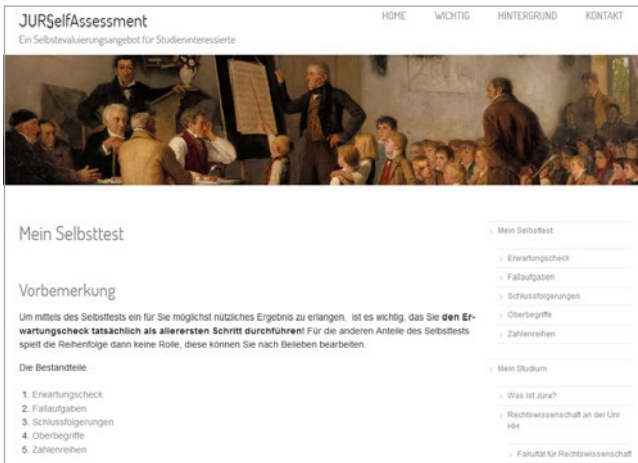 JUR§elfAssessment
Ein Selbstevaluierungsangebot für Studieninteressierte
HOME WICHTIG HINTERGRUND KONTAKT
Mein Selbsttest
Vorbemerkung
Um mittels des Selbsttests ein für Sie möglichst nützliches Ergebnis zu erlangen, ist es wichtig, das Sie den Er-
wartungscheck tatsächlich als allerersten Schritt durchführen! Für die anderen Anteile des Selbsttests
spielt die Reihenfolge dann keine Rolle, diese können Sie nach Belieben bearbeiten.
Die Bestandteile
1. Erwartungscheck
2. Fallaufgaben
3. Schlussfolgerungen
4. Oberbegriffe
5. Zahlenreihen
› Mein Selbsttest
› Erwartungscheck
› Fallaufgaben
› Schlussfolgerungen
› Oberbegriffe
› Zahlenreihen
› Mein Studium
› Was ist Jura?
› Rechtswissenschaft an der Uni
HH
› Fakultät für Rechtswissenschaft